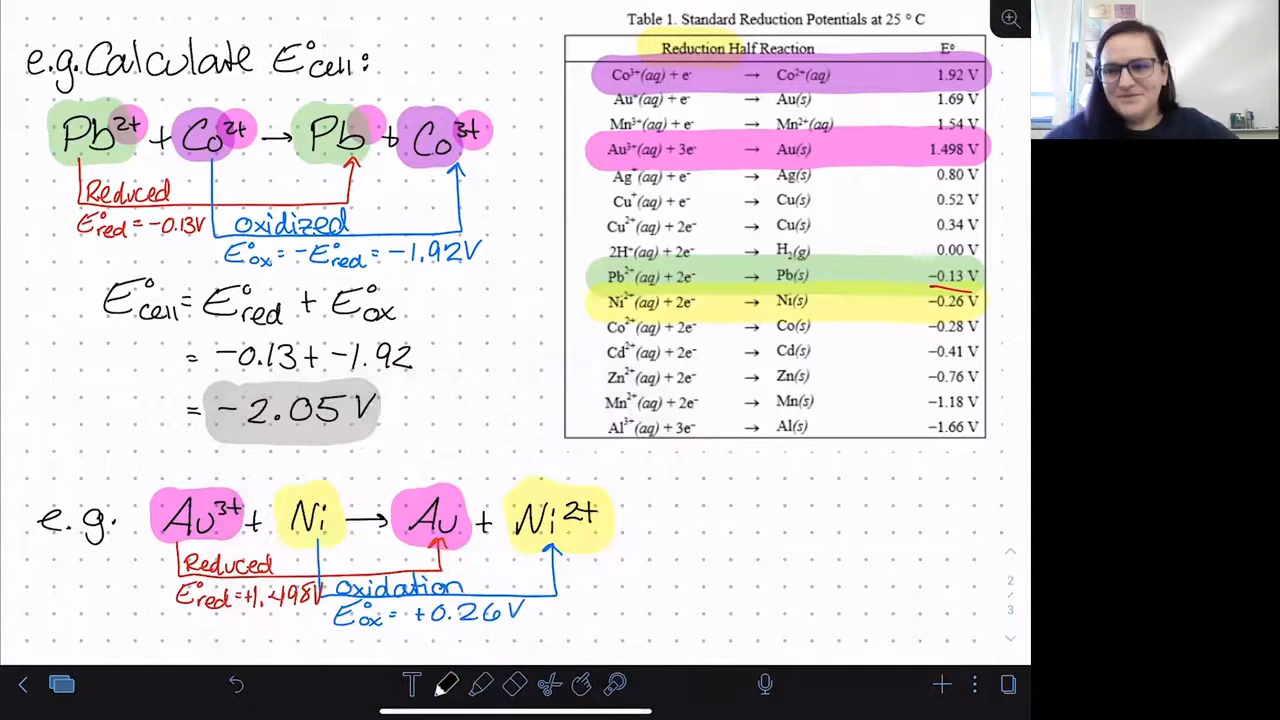 e.g. Calculate E°cell:
Pb²⁺ + Co²⁺ → Pb + Co³⁺
Reduced
E°red = -0.13V
oxidized
E°ox = -E°red = -1.92V
E°cell = E°red + E°ox
= -0.13 + -1.92
= -2.05 V
e.g. Au³⁺ + Ni → Au + Ni²⁺
Reduced
E°red = +1.498V
oxidation
E°ox = +0.26V
Table 1. Standard Reduction Potentials at 25 °C
Reduction Half Reaction E°
Co³⁺(aq) + e⁻ → Co²⁺(aq) 1.92 V
Au⁺(aq) + e⁻ → Au(s) 1.69 V
Mn³⁺(aq) + e⁻ → Mn²⁺(aq) 1.54 V
Au³⁺(aq) + 3e⁻ → Au(s) 1.498 V
Ag⁺(aq) + e⁻ → Ag(s) 0.80 V
Cu⁺(aq) + e⁻ → Cu(s) 0.52 V
Cu²⁺(aq) + 2e⁻ → Cu(s) 0.34 V
2H⁺(aq) + 2e⁻ → H₂(g) 0.00 V
Pb²⁺(aq) + 2e⁻ → Pb(s) −0.13 V
Ni²⁺(aq) + 2e⁻ → Ni(s) −0.26 V
Co²⁺(aq) + 2e⁻ → Co(s) −0.28 V
Cd²⁺(aq) + 2e⁻ → Cd(s) −0.41 V
Zn²⁺(aq) + 2e⁻ → Zn(s) −0.76 V
Mn²⁺(aq) + 2e⁻ → Mn(s) −1.18 V
Al³⁺(aq) + 3e⁻ → Al(s) −1.66 V
2
/
3
T